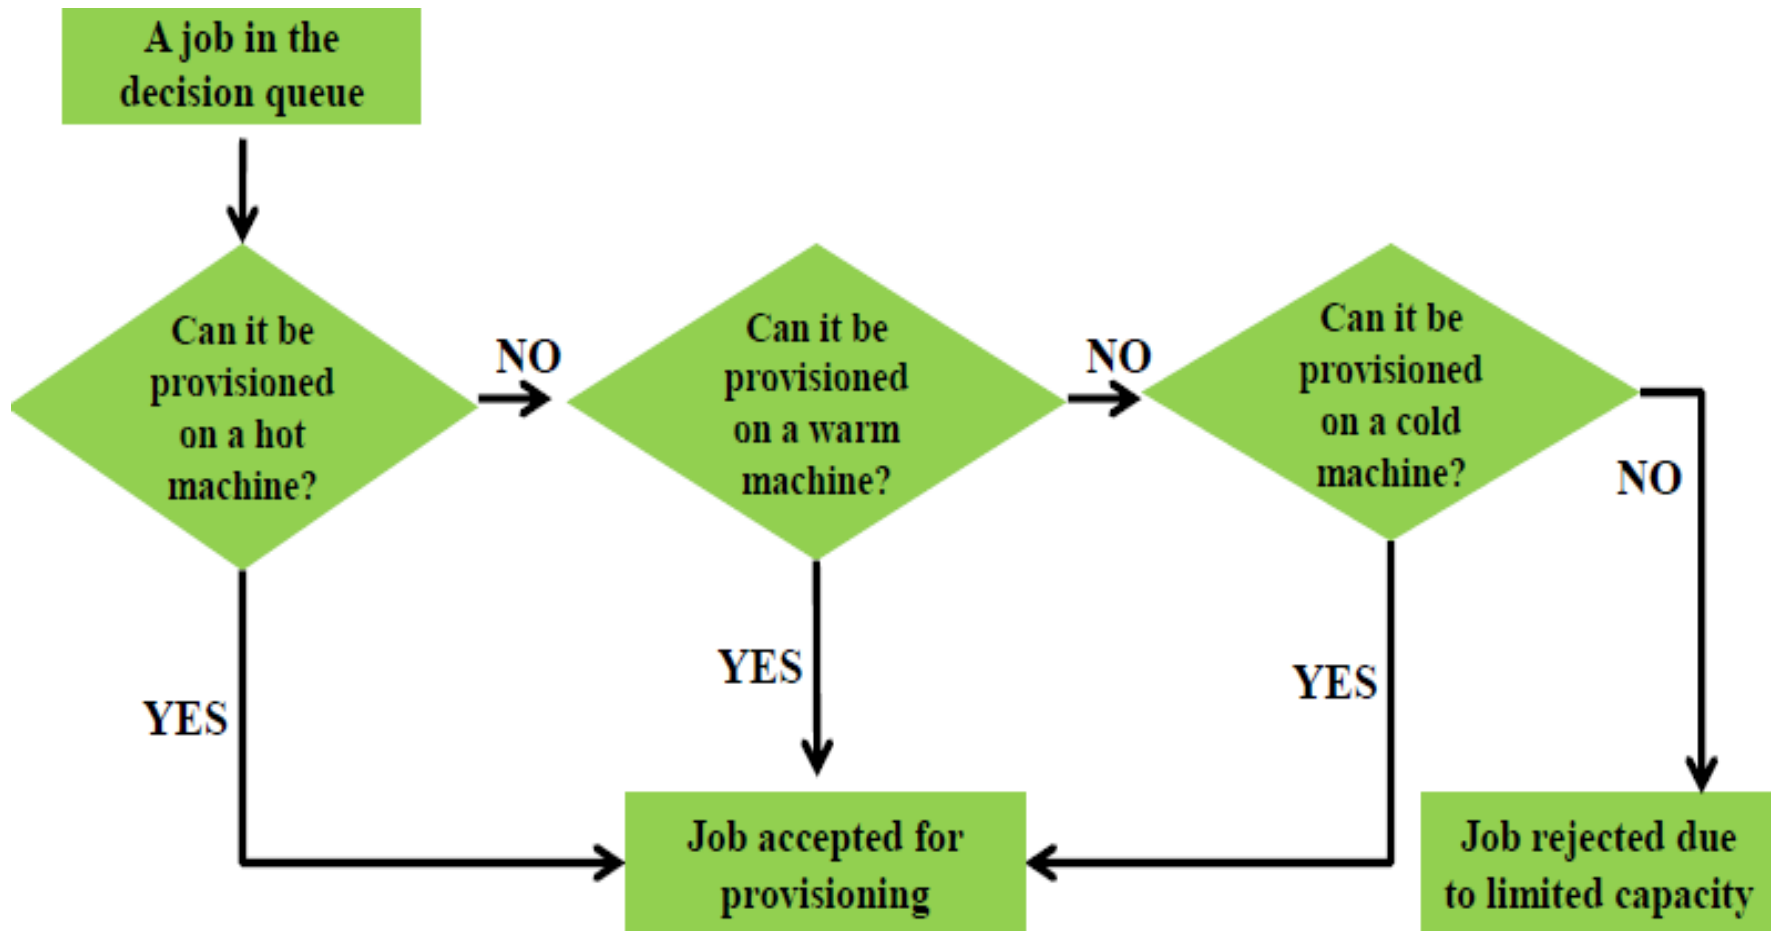 A job in the
decision queue
Can it be
provisioned
on a hot
machine?
NO
Can it be
provisioned
on a warm
machine?
NO
Can it be
provisioned
on a cold
machine?
NO
YES
YES
YES
Job accepted for
provisioning
Job rejected due
to limited capacity